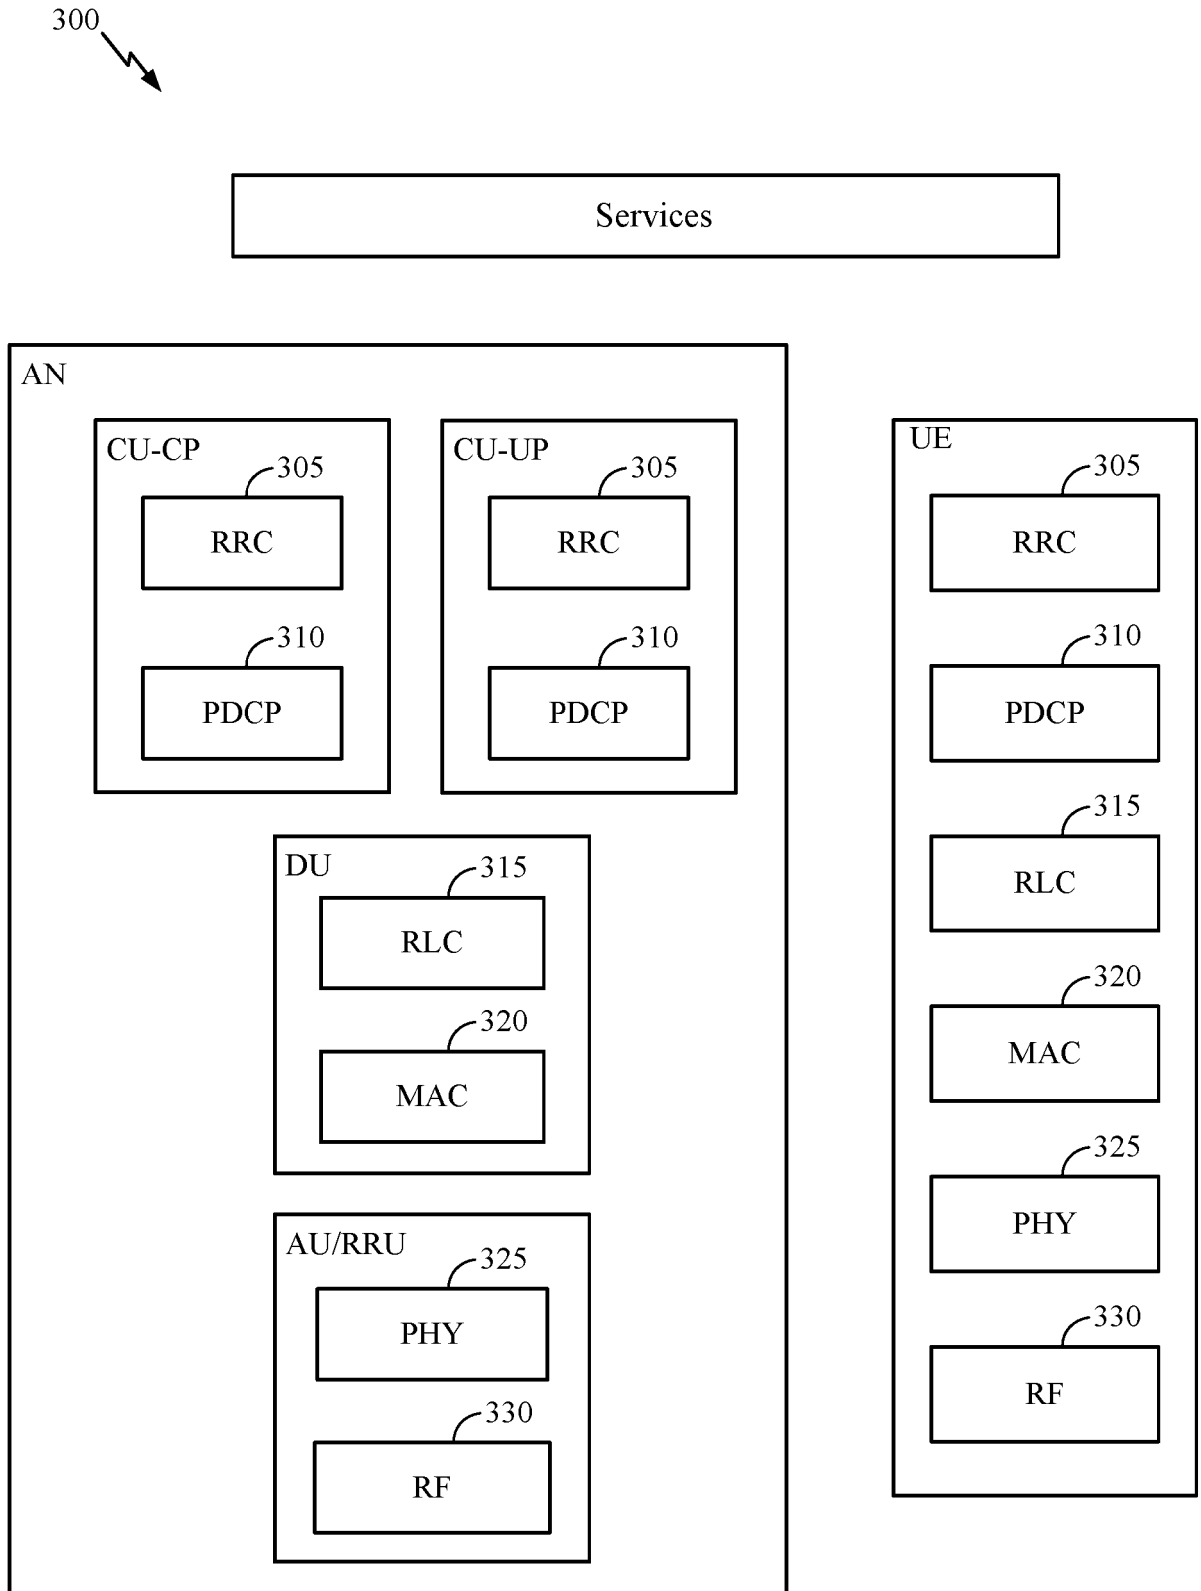 300
Services
AN
CU-CP
305
RRC
310
PDCP
CU-UP
305
RRC
310
PDCP
DU
315
RLC
320
MAC
AU/RRU
325
PHY
330
RF
UE
305
RRC
310
PDCP
315
RLC
320
MAC
325
PHY
330
RF